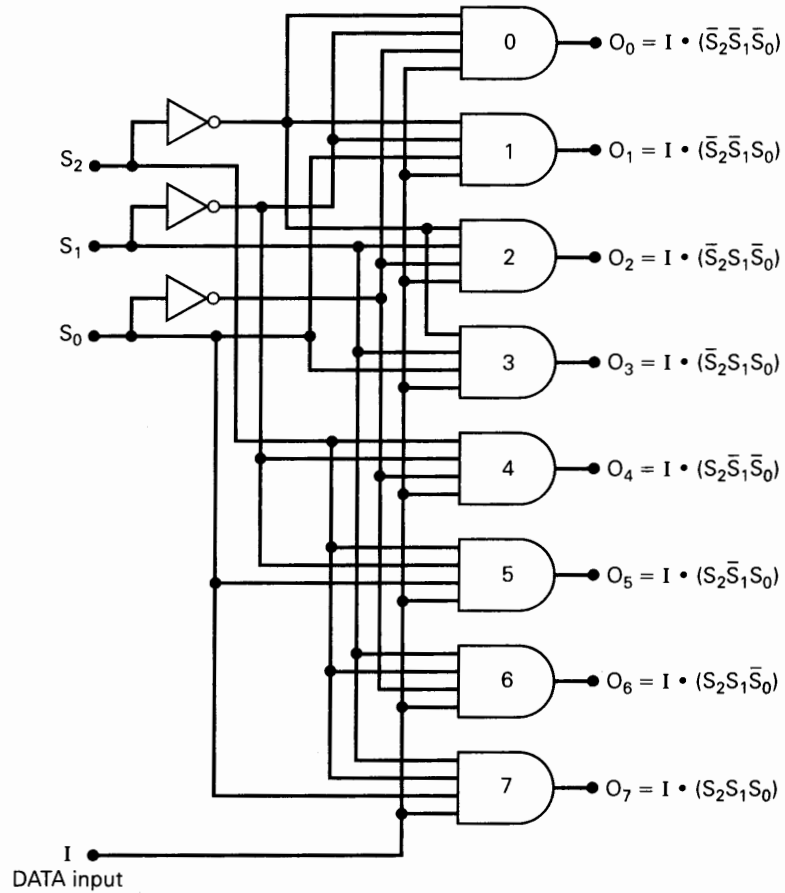 0 O₀ = I • (S̅₂S̅₁S̅₀)
1 O₁ = I • (S̅₂S̅₁S₀)
S₂
S₁
2 O₂ = I • (S̅₂S₁S̅₀)
S₀
3 O₃ = I • (S̅₂S₁S₀)
4 O₄ = I • (S₂S̅₁S̅₀)
5 O₅ = I • (S₂S̅₁S₀)
6 O₆ = I • (S₂S₁S̅₀)
7 O₇ = I • (S₂S₁S₀)
I
DATA input